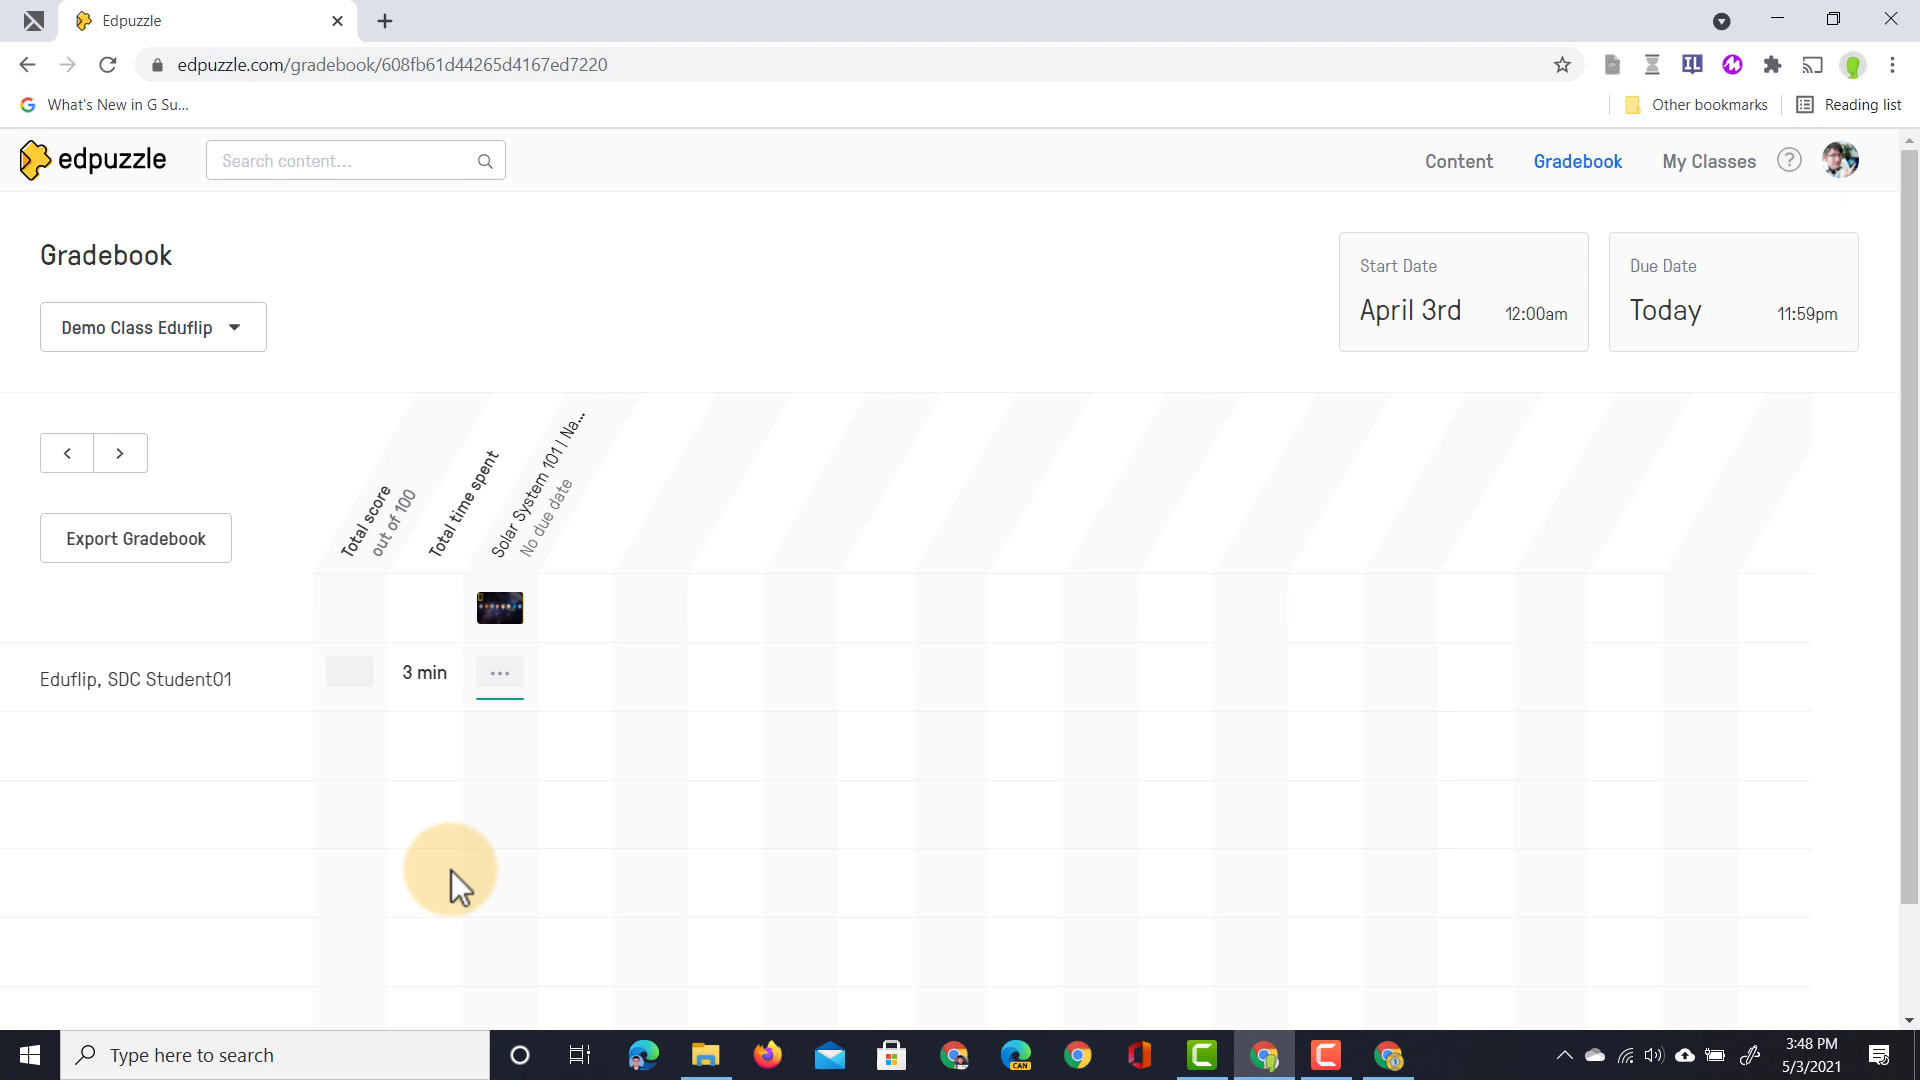 Edpuzzle
edpuzzle.com/gradebook/608fb61d44265d4167ed7220
IL
What's New in G Su...
Other bookmarks
Reading list
edpuzzle
Search content...
Content
Gradebook
My Classes
?
Gradebook
Start Date
April 3rd
12:00am
Due Date
Today
11:59pm
Demo Class Eduflip
Total score
out of 100
Total time spent
Solar System 101 | Na...
No due date
Export Gradebook
Eduflip, SDC Student01
3 min
...
Type here to search
CAN
1
3:48 PM
5/3/2021